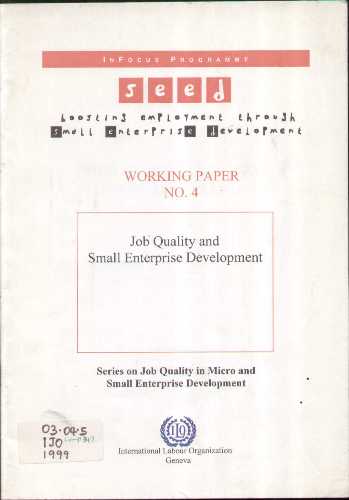 INFOCUS PROGRAMME
seed
boosting employment through
small enterprise development
WORKING PAPER
NO. 4
Job Quality and
Small Enterprise Development
Series on Job Quality in Micro and
Small Enterprise Development
03.04.5
IJO
1999
International Labour Organization
Geneva